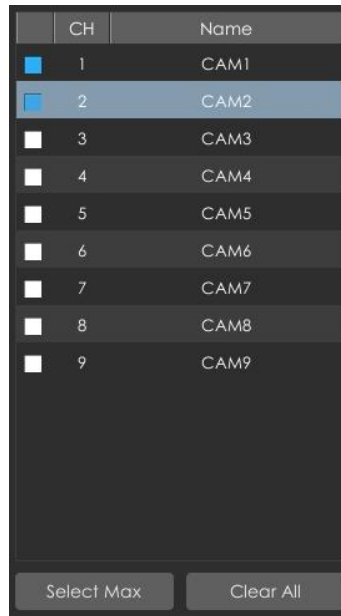 CH Name
1 CAM1
2 CAM2
3 CAM3
4 CAM4
5 CAM5
6 CAM6
7 CAM7
8 CAM8
9 CAM9
Select Max Clear All